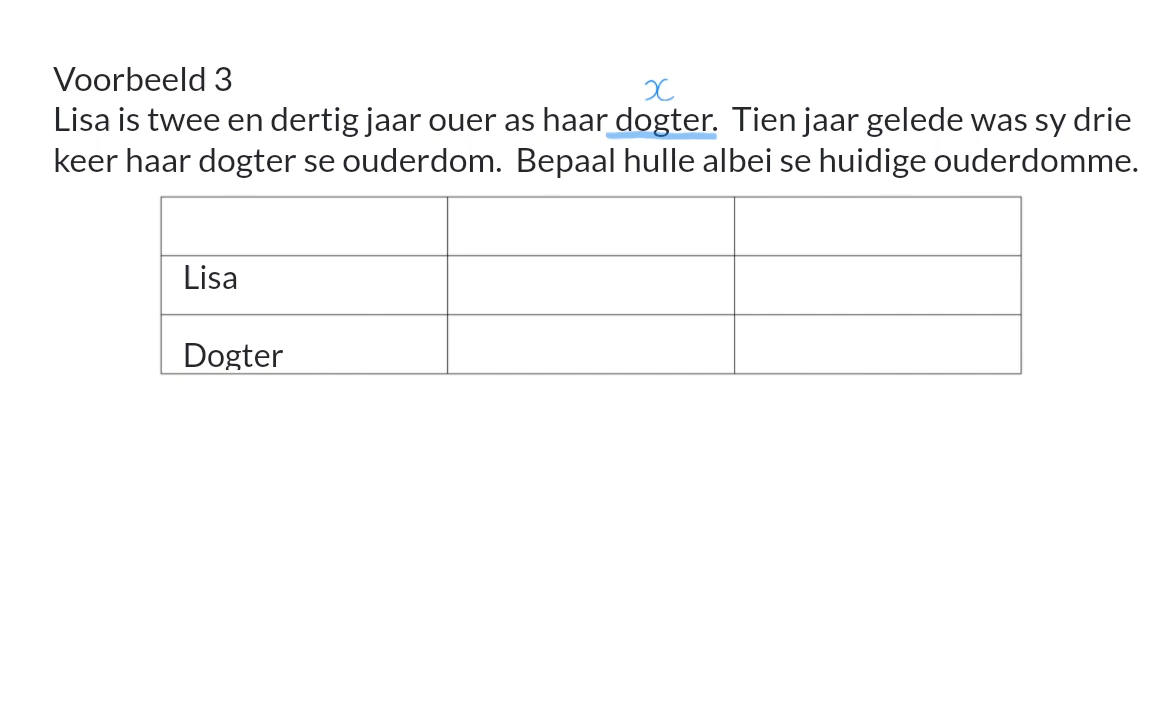 Voorbeeld 3
x
Lisa is twee en dertig jaar ouer as haar dogter. Tien jaar gelede was sy drie
keer haar dogter se ouderdom. Bepaal hulle albei se huidige ouderdomme.
Lisa
Dogter